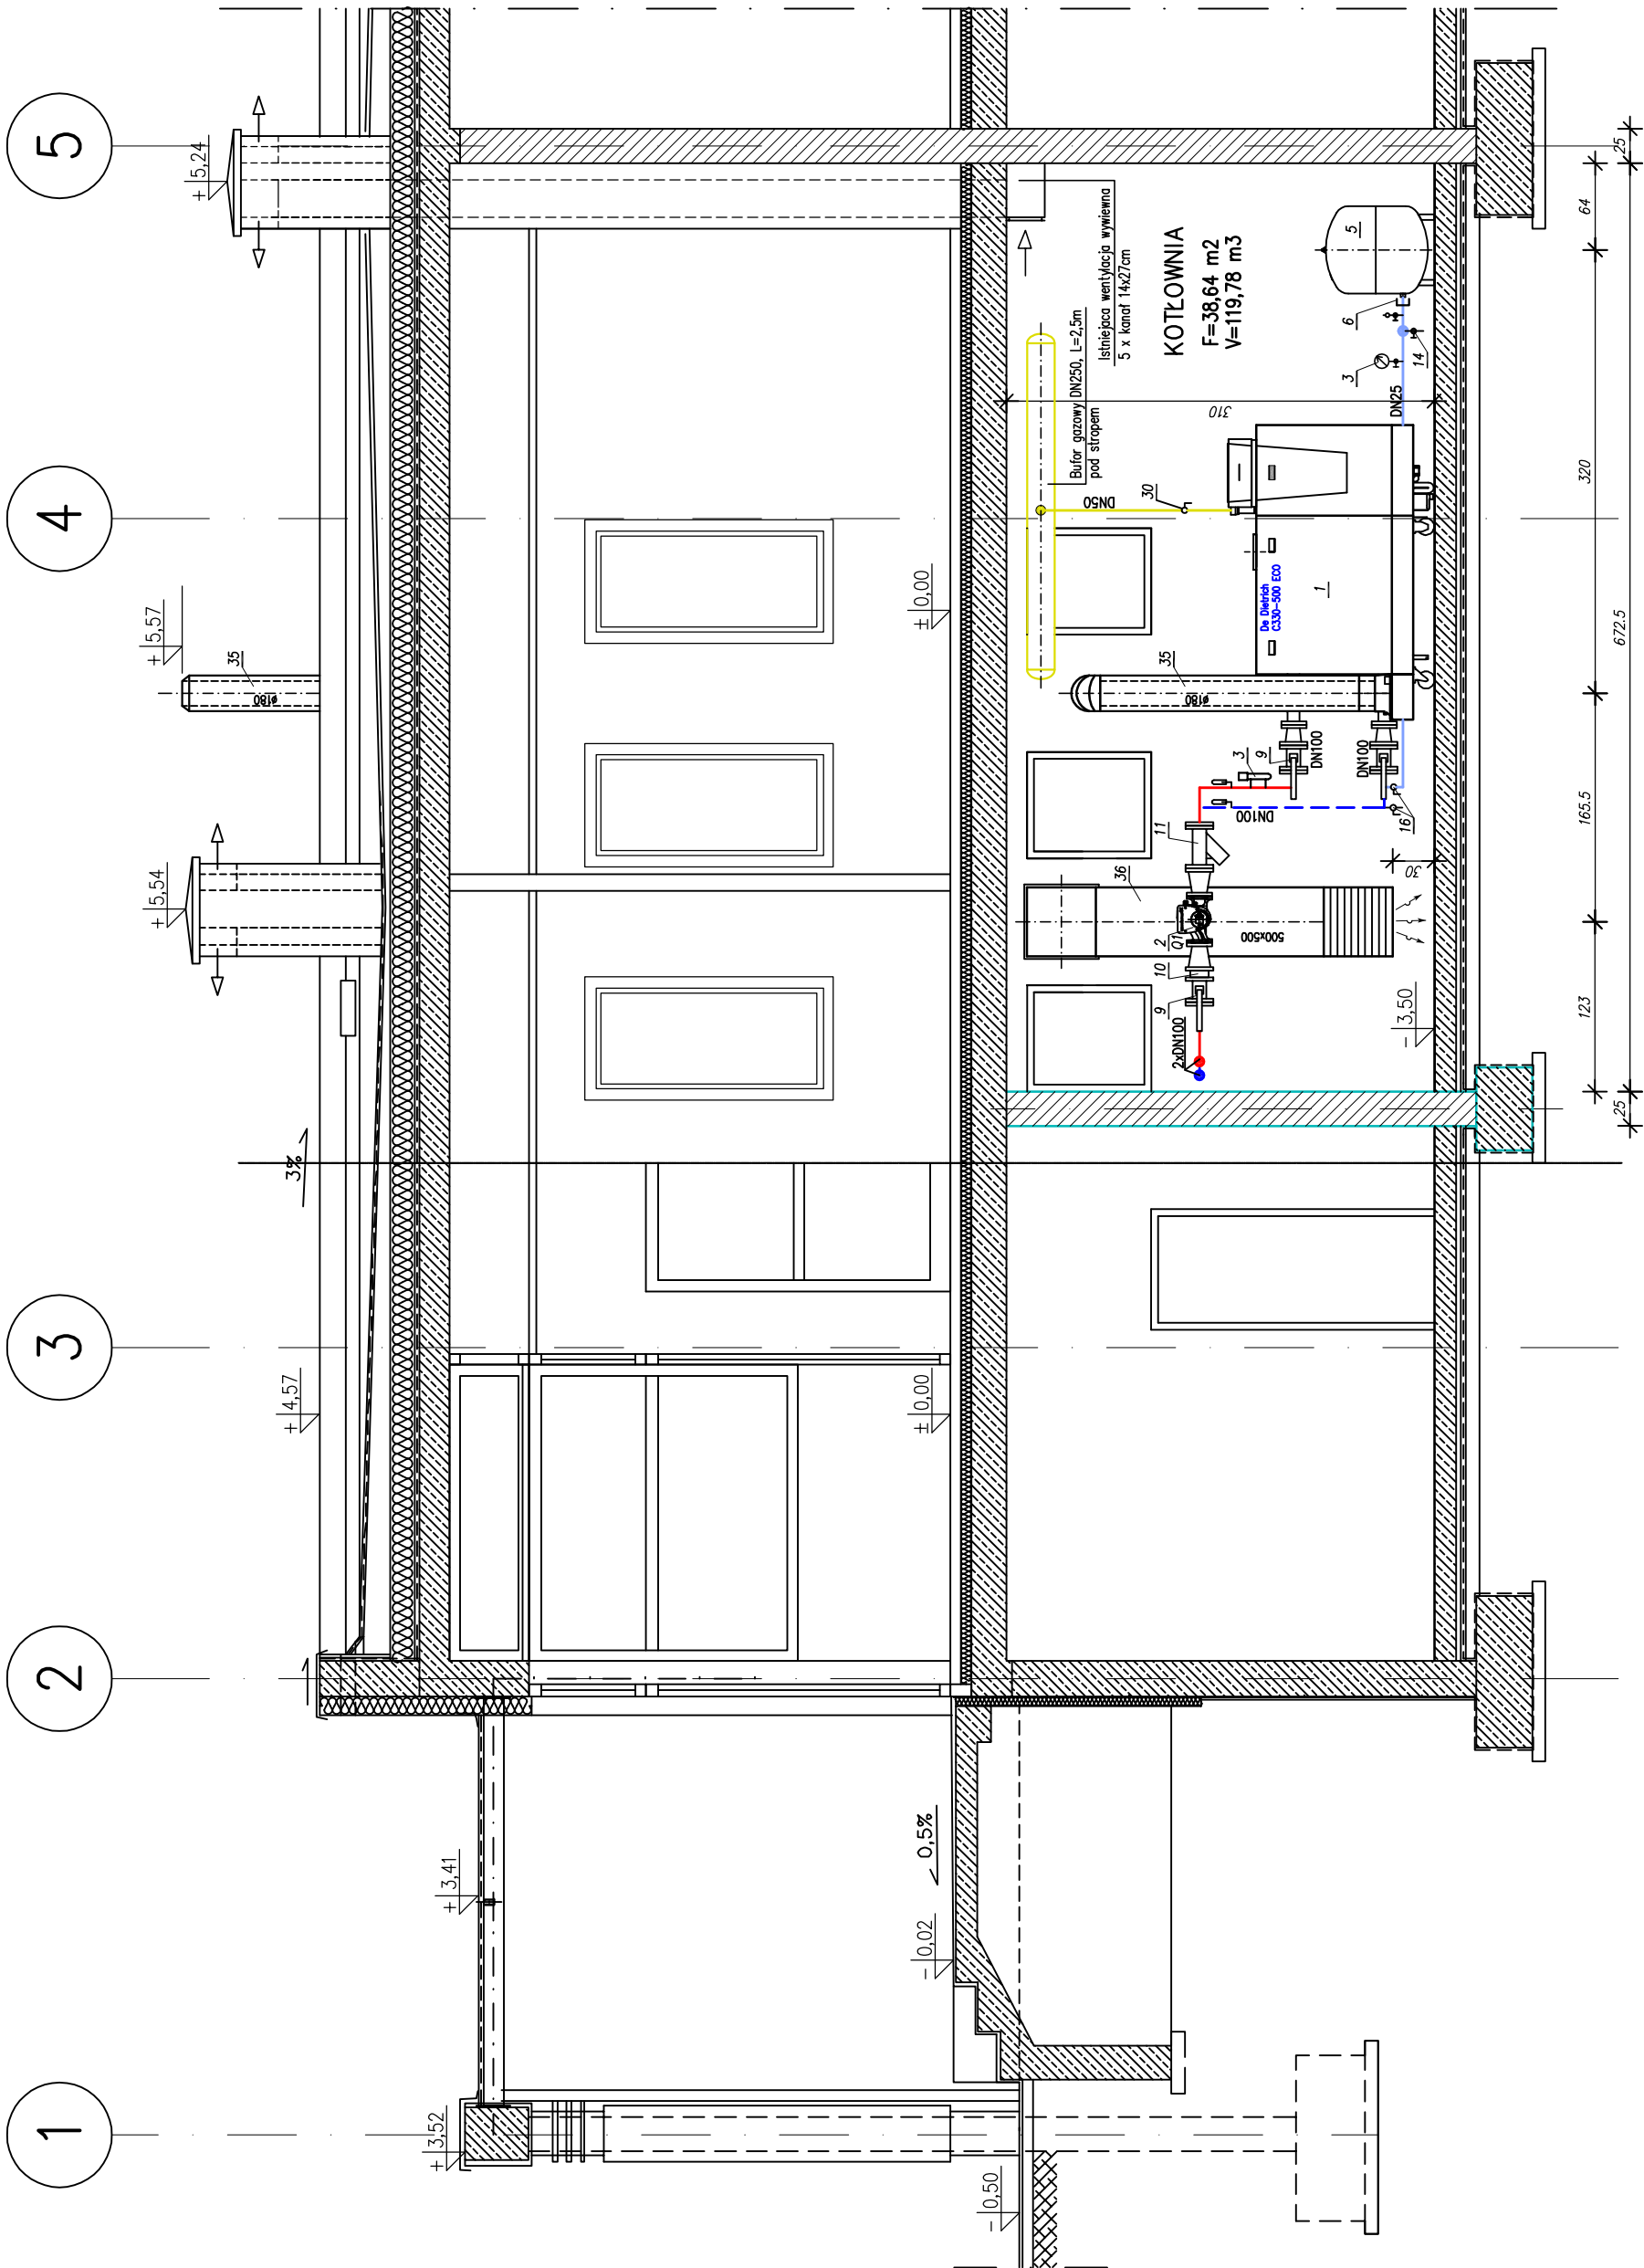 1
2
3
4
5
+ 3,52
+ 3,41
+ 4,57
3%
+ 5,54
+ 5,57
+ 5,24
35
ø180
- 0,50
- 0,02
0,5%
± 0,00
± 0,00
Istniejaca wentylacja wywiewna
5 x kanał 14x27cm
Bufor gazowy DN250, L=2,5m
pod stropem
KOTŁOWNIA
F=38,64 m2
V=119,78 m3
DN50
30
310
De Dietrich
C330-500 ECO
1
35
ø180
DN100
DN100
DN100
3
9
16
11
36
2
Q1
10
9
2xDN100
500x500
30
- 3,50
DN25
3
14
6
5
123
165.5
320
64
25
672.5
25